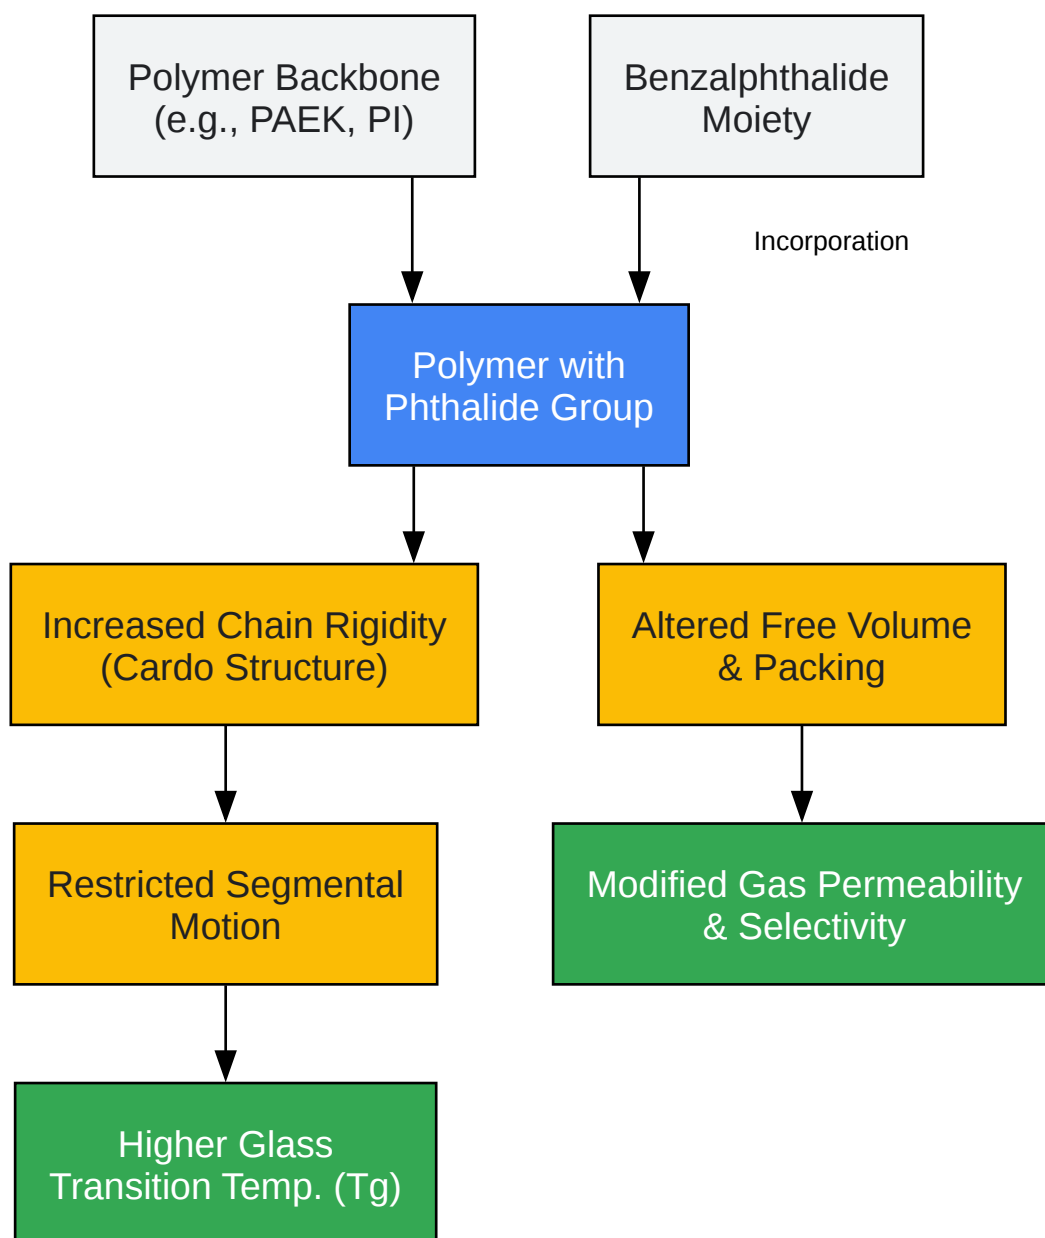 Polymer Backbone
(e.g., PAEK, PI)
Benzalphthalide
Moiety
Incorporation
Polymer with
Phthalide Group
Increased Chain Rigidity
(Cardo Structure)
Altered Free Volume
& Packing
Restricted Segmental
Motion
Modified Gas Permeability
& Selectivity
Higher Glass
Transition Temp. (Tg)